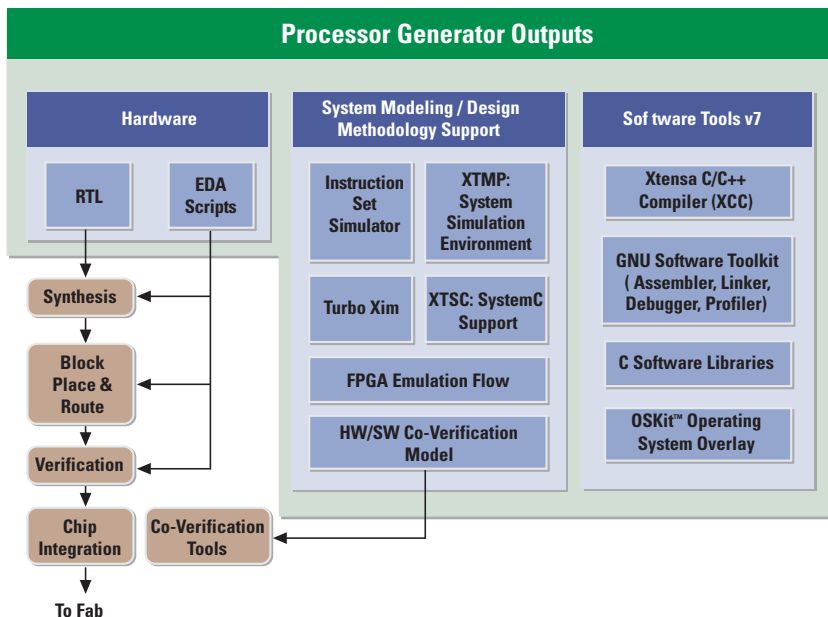 Processor Generator Outputs
Hardware
RTL
EDA
Scripts
Synthesis
Block
Place &
Route
Verification
Chip
Integration
To Fab
Co-Verification
Tools
System Modeling / Design
Methodology Support
Instruction
Set
Simulator
XTMP:
System
Simulation
Environment
Turbo Xim
XTSC: SystemC
Support
FPGA Emulation Flow
HW/SW Co-Verification
Model
Sof tware Tools v7
Xtensa C/C++
Compiler (XCC)
GNU Software Toolkit
( Assembler, Linker,
Debugger, Profiler)
C Software Libraries
OSKit™ Operating
System Overlay